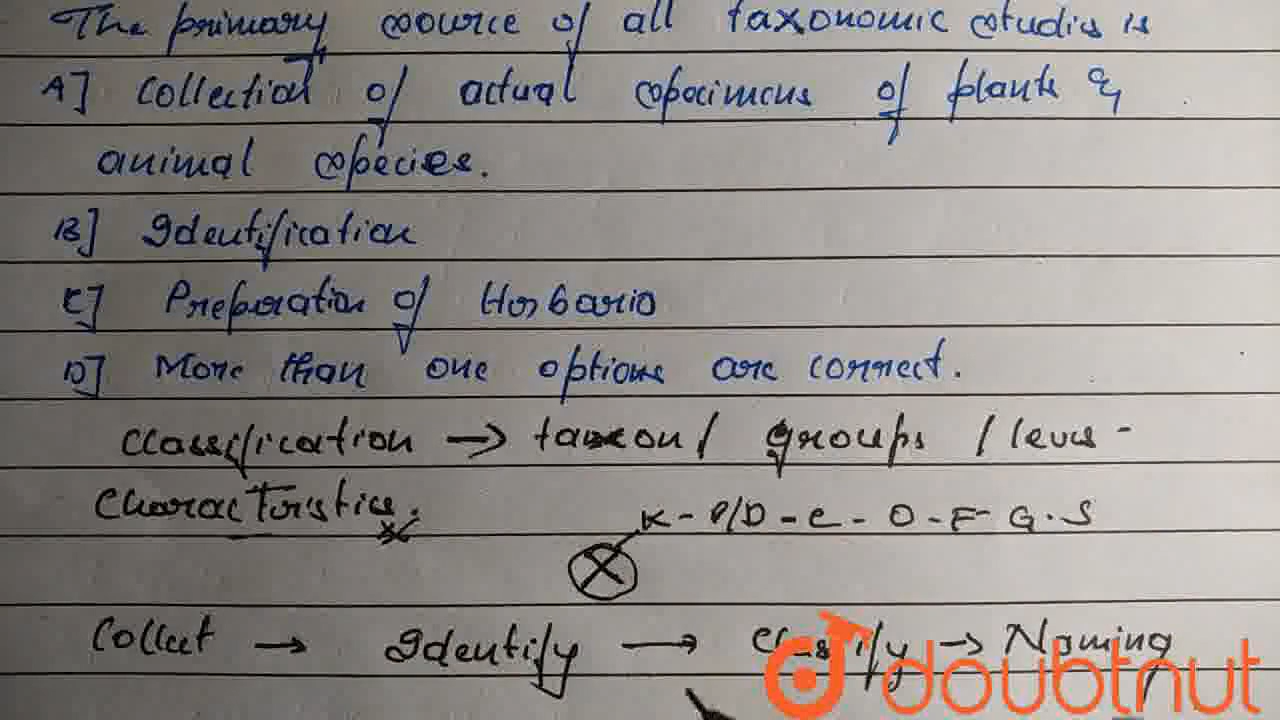 The primary source of all taxonomic studies is
A] Collection of actual specimens of plants &
animal species.
B] Identification
C] Preparation of Herbaria
D] More than one options are correct.
Classification → taxon / groups / leves -
Characteristics.
K - P/D - C - O - F - G. S
Collect → Identify → Classify → Naming
doubtnut